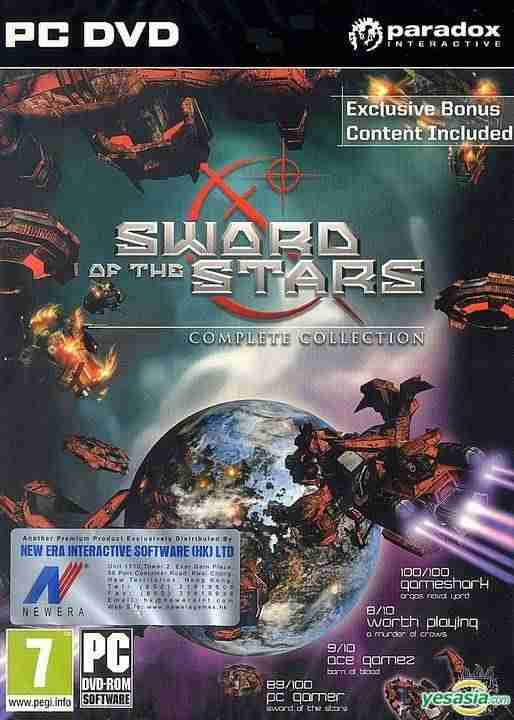 PC DVD
paradox
INTERACTIVE
Exclusive Bonus
Content Included
SWORD
OF THE STARS
COMPLETE COLLECTION
Another Premium Product Exclusively Distributed By
NEW ERA INTERACTIVE SOFTWARE (HK) LTD
NEWERA
100/100
gameshark
argos naval yard
8/10
worth playing
a murder of crows
9/10
ace gamez
born of blood
89/100
pc gamer
sword of the stars
7
www.pegi.info
PC
DVD-ROM
SOFTWARE
yesasia.com